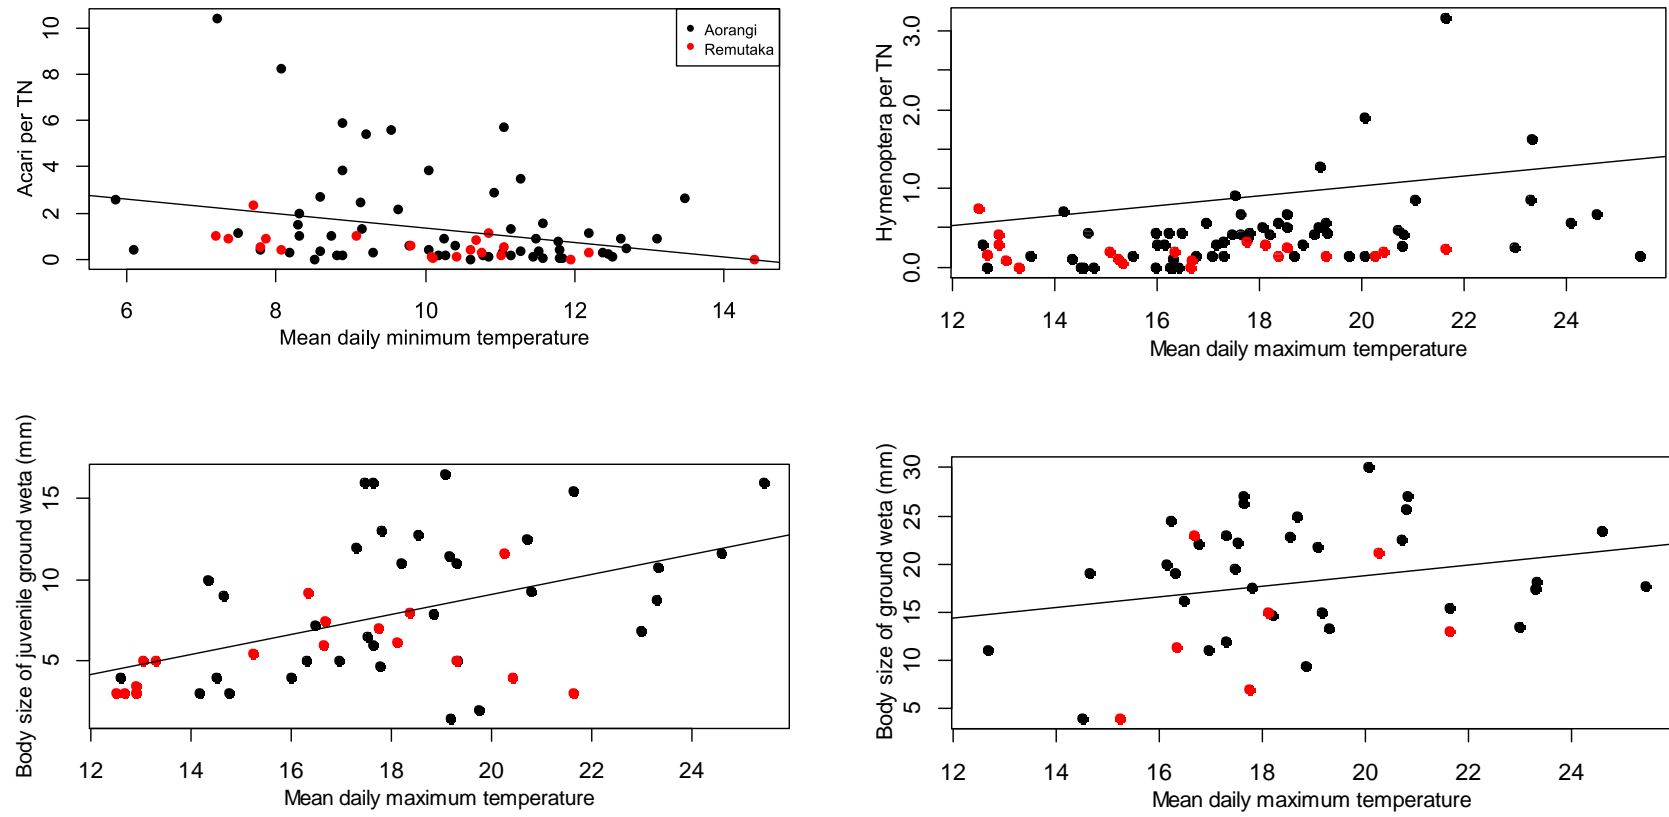 Acari per TN
0 2 4 6 8 10
Aorangi
Remutaka
6 8 10 12 14
Mean daily minimum temperature
Hymenoptera per TN
0.0 1.0 2.0 3.0
12 14 16 18 20 22 24
Mean daily maximum temperature
Body size of juvenile ground weta (mm)
5 10 15
12 14 16 18 20 22 24
Mean daily maximum temperature
Body size of ground weta (mm)
5 10 15 20 25 30
12 14 16 18 20 22 24
Mean daily maximum temperature